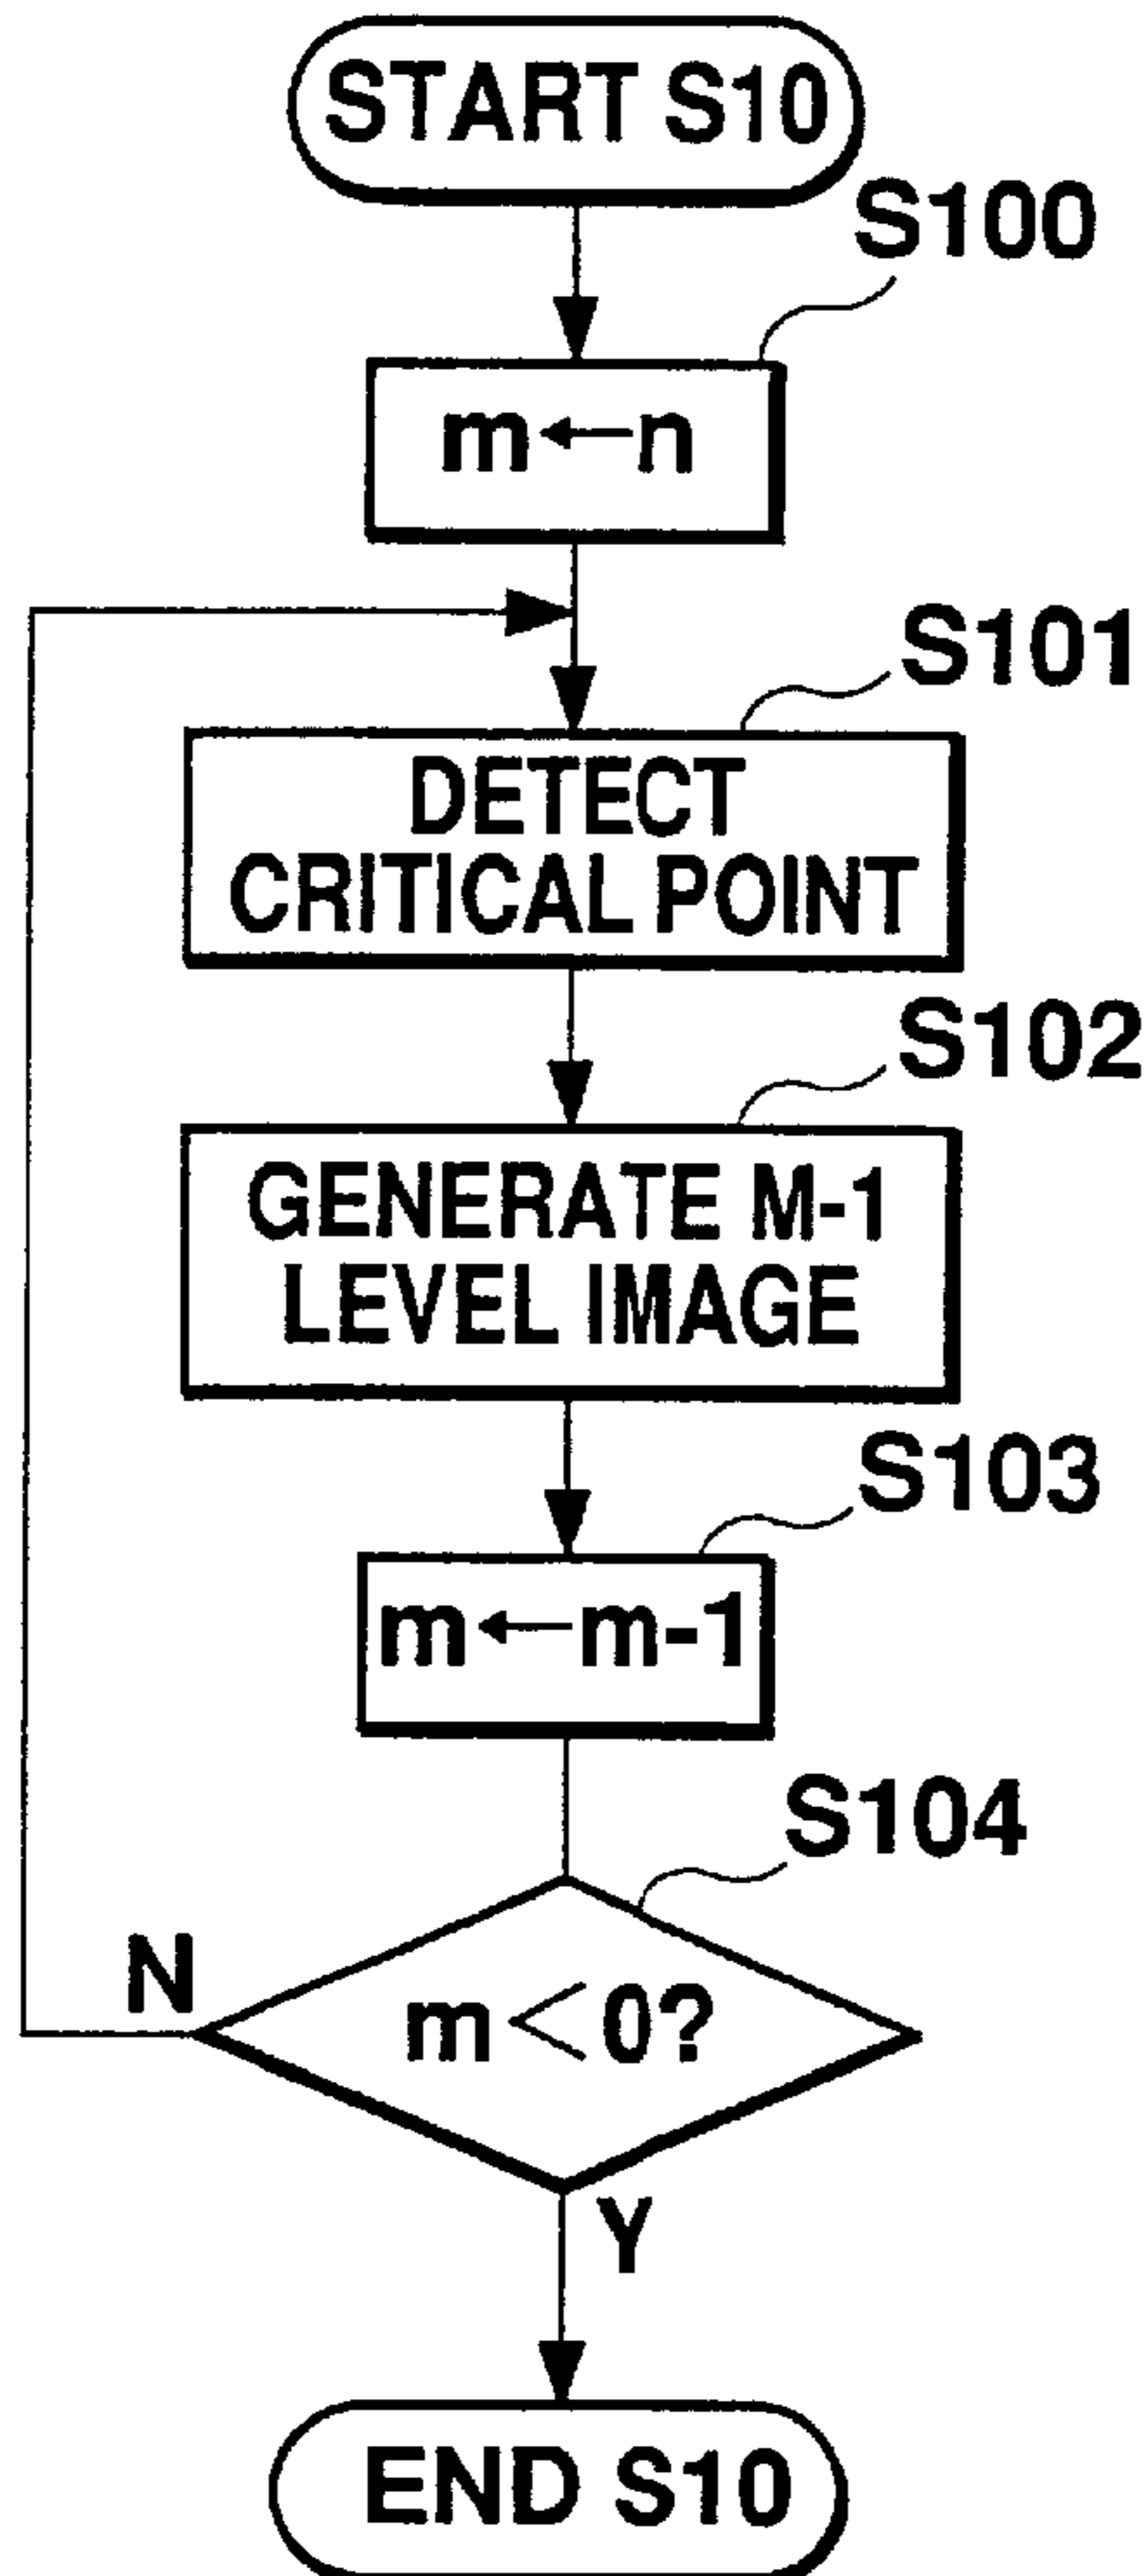 START S10
S100
m←n
S101
DETECT
CRITICAL POINT
S102
GENERATE M-1
LEVEL IMAGE
S103
m←m-1
S104
N
m<0?
Y
END S10